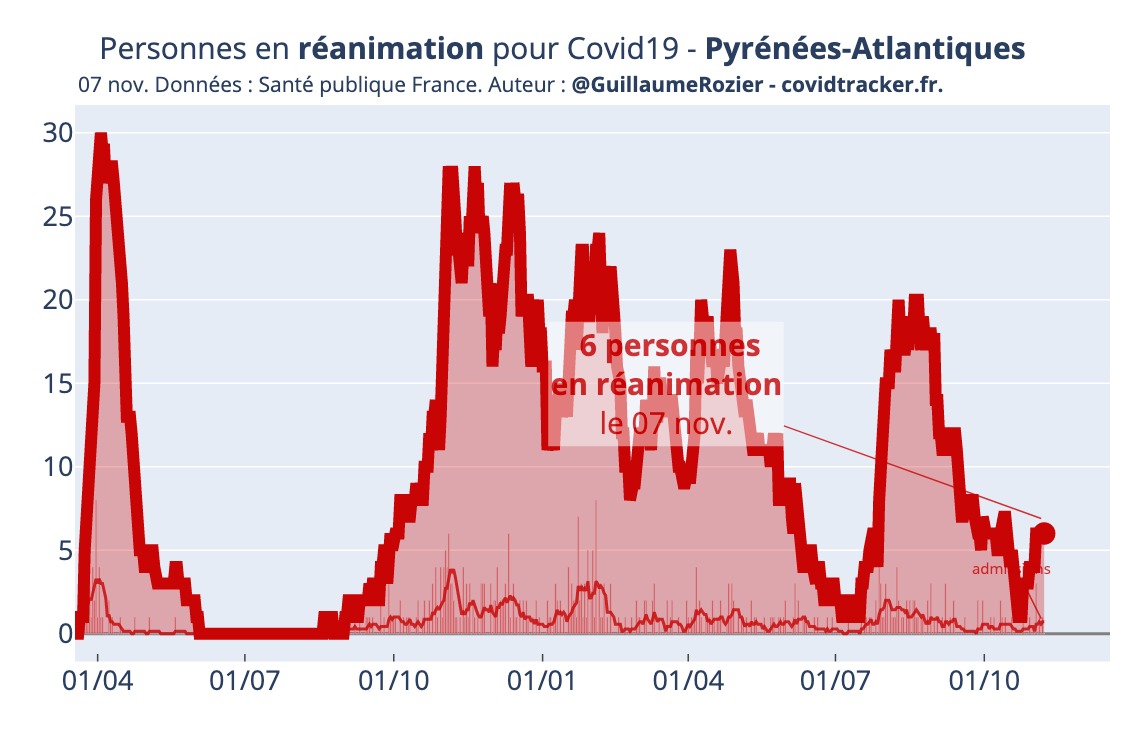 Personnes en réanimation pour Covid19 - Pyrénées-Atlantiques
07 nov. Données : Santé publique France. Auteur : @GuillaumeRozier - covidtracker.fr.
30
25
20
15
10
5
0
6 personnes
en réanimation
le 07 nov.
admissions
01/04 01/07 01/10 01/01 01/04 01/07 01/10